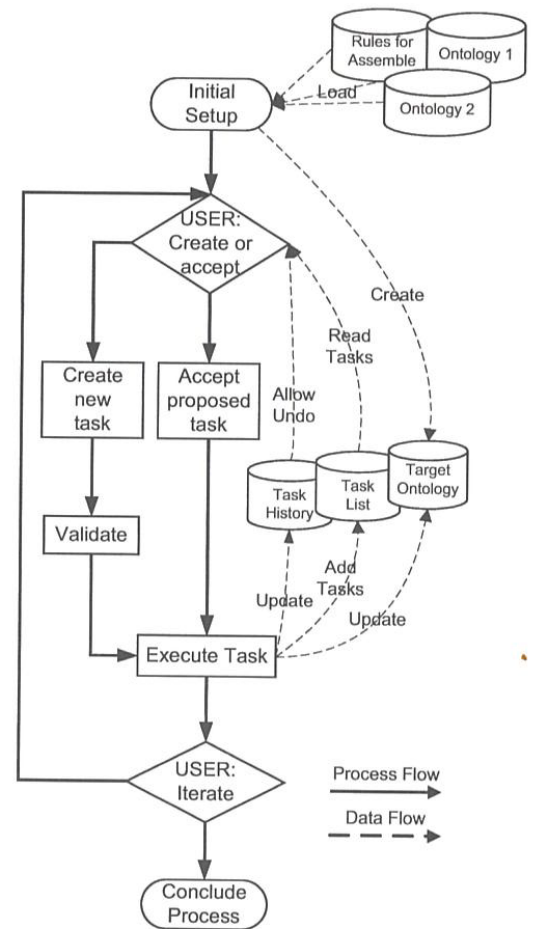 Rules for
Assemble
Ontology 1
Initial
Setup
Load
Ontology 2
USER:
Create or
accept
Create
Read
Tasks
Create
new
task
Accept
proposed
task
Allow
Undo
Task
History
Task
List
Target
Ontology
Validate
Update
Add
Tasks
Update
Execute Task
USER:
Iterate
Process Flow
Data Flow
Conclude
Process